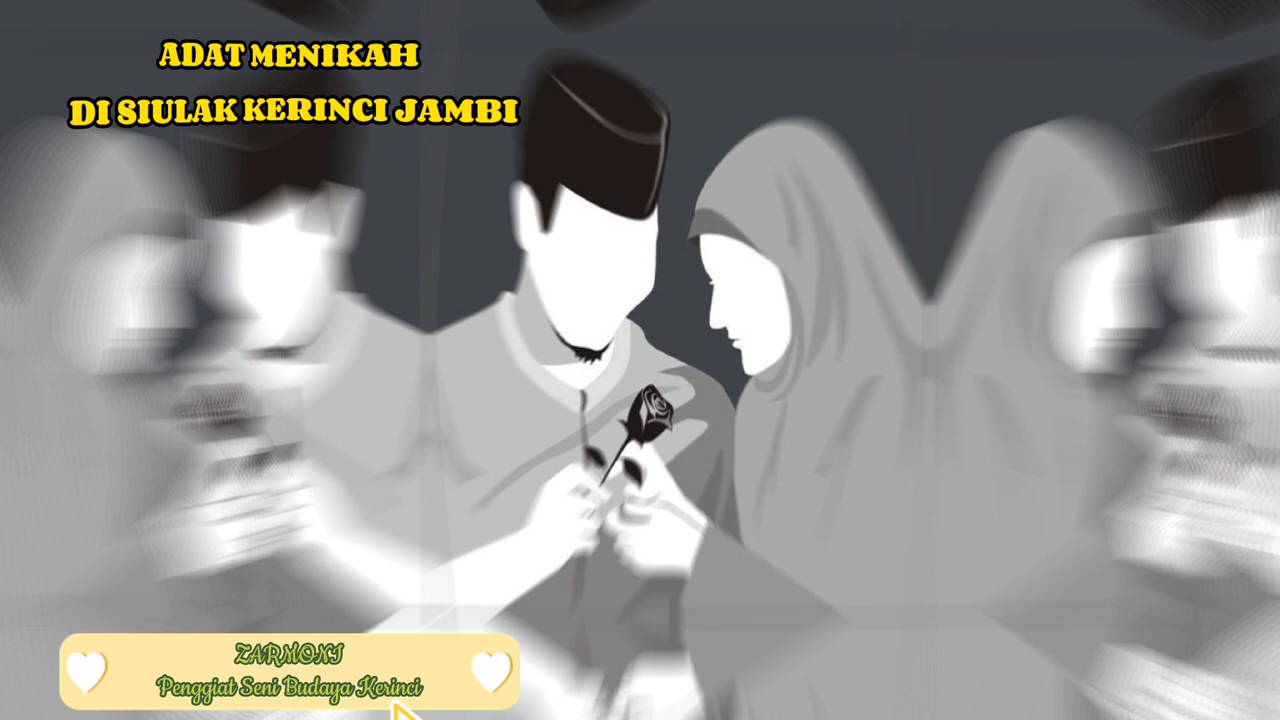 ADAT MENIKAH
DI SIULAK KERINCI JAMBI
ZARMONI
Penggiat Seni Budaya Kerinci